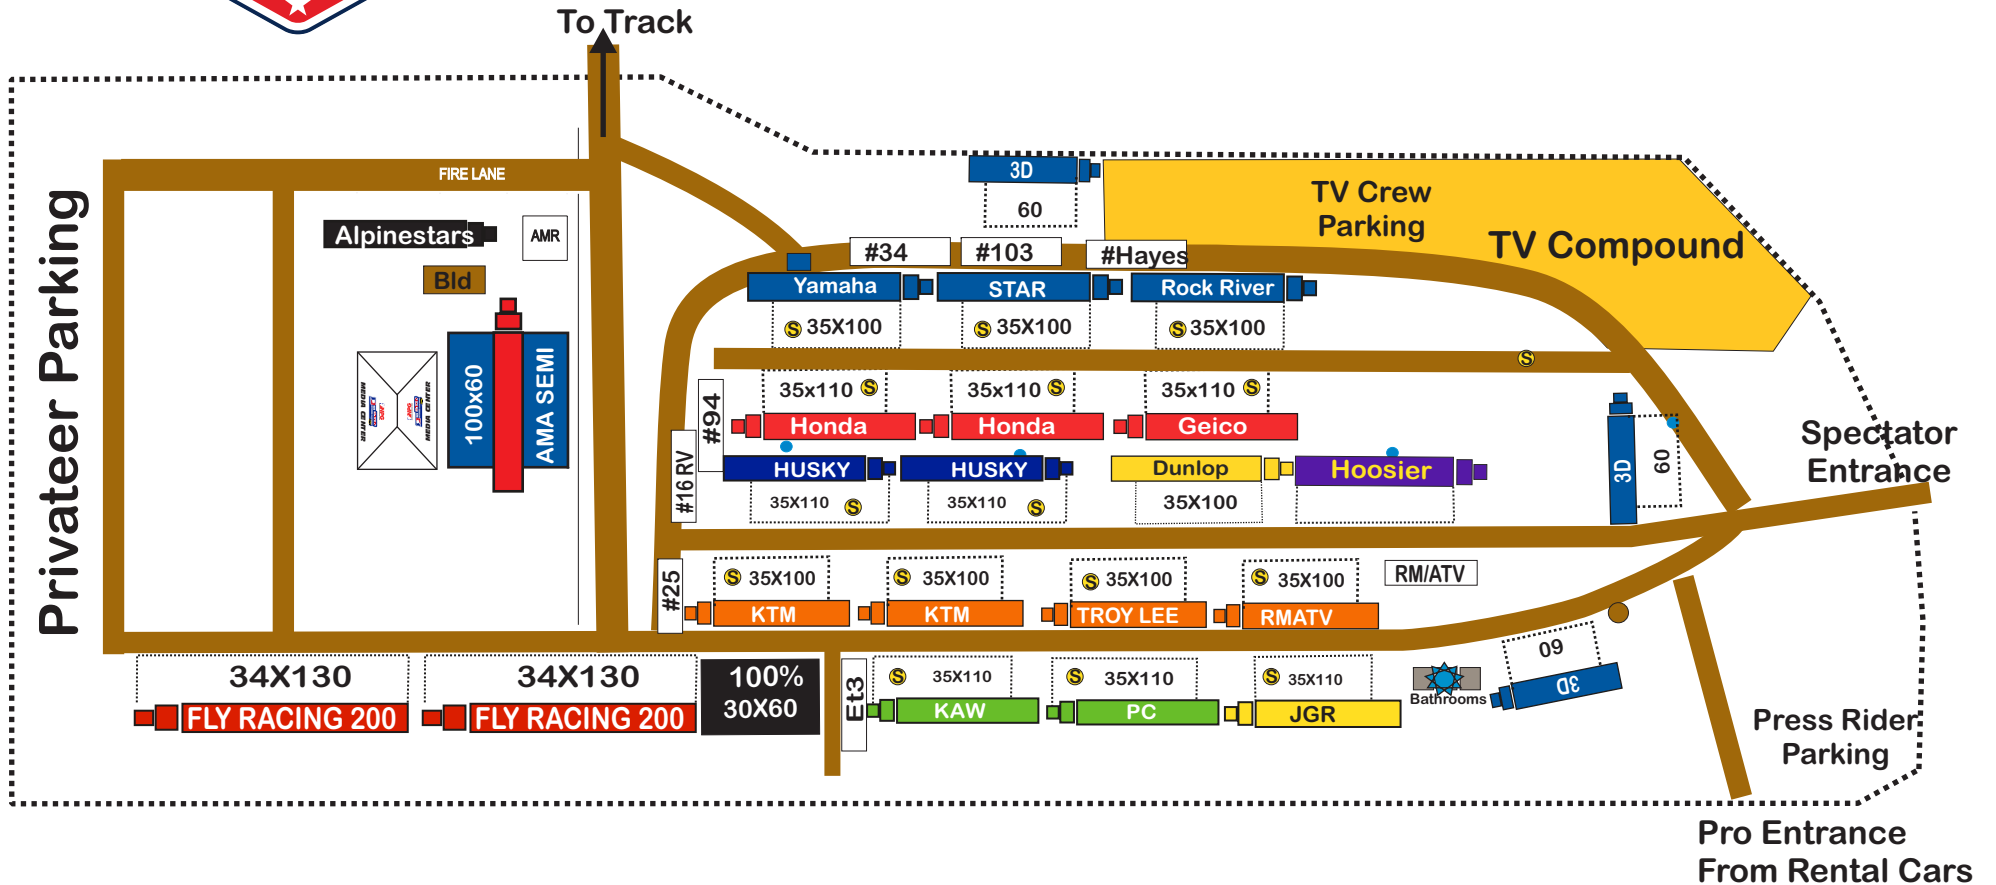 To Track
FIRE LANE
Privateer Parking
Alpinestars
AMR
Bld
100x60
AMA SEMI
MEDIA CENTER
MEDIA CENTER
3D
60
TV Crew
Parking
TV Compound
#34
#103
#Hayes
Yamaha
STAR
Rock River
S 35X100
S 35X100
S 35X100
S
35x110 S
35x110 S
35x110 S
#94
Honda
Honda
Geico
#16 RV
HUSKY
HUSKY
Dunlop
Hoosier
35X110 S
35X110 S
35X100
3D
60
Spectator
Entrance
#25
S 35X100
S 35X100
S 35X100
S 35X100
RM/ATV
KTM
KTM
TROY LEE
RMATV
34X130
34X130
FLY RACING 200
FLY RACING 200
100%
30X60
Et3
S 35X110
S 35X110
S 35X110
KAW
PC
JGR
Bathrooms
60
3D
Press Rider
Parking
Pro Entrance
From Rental Cars